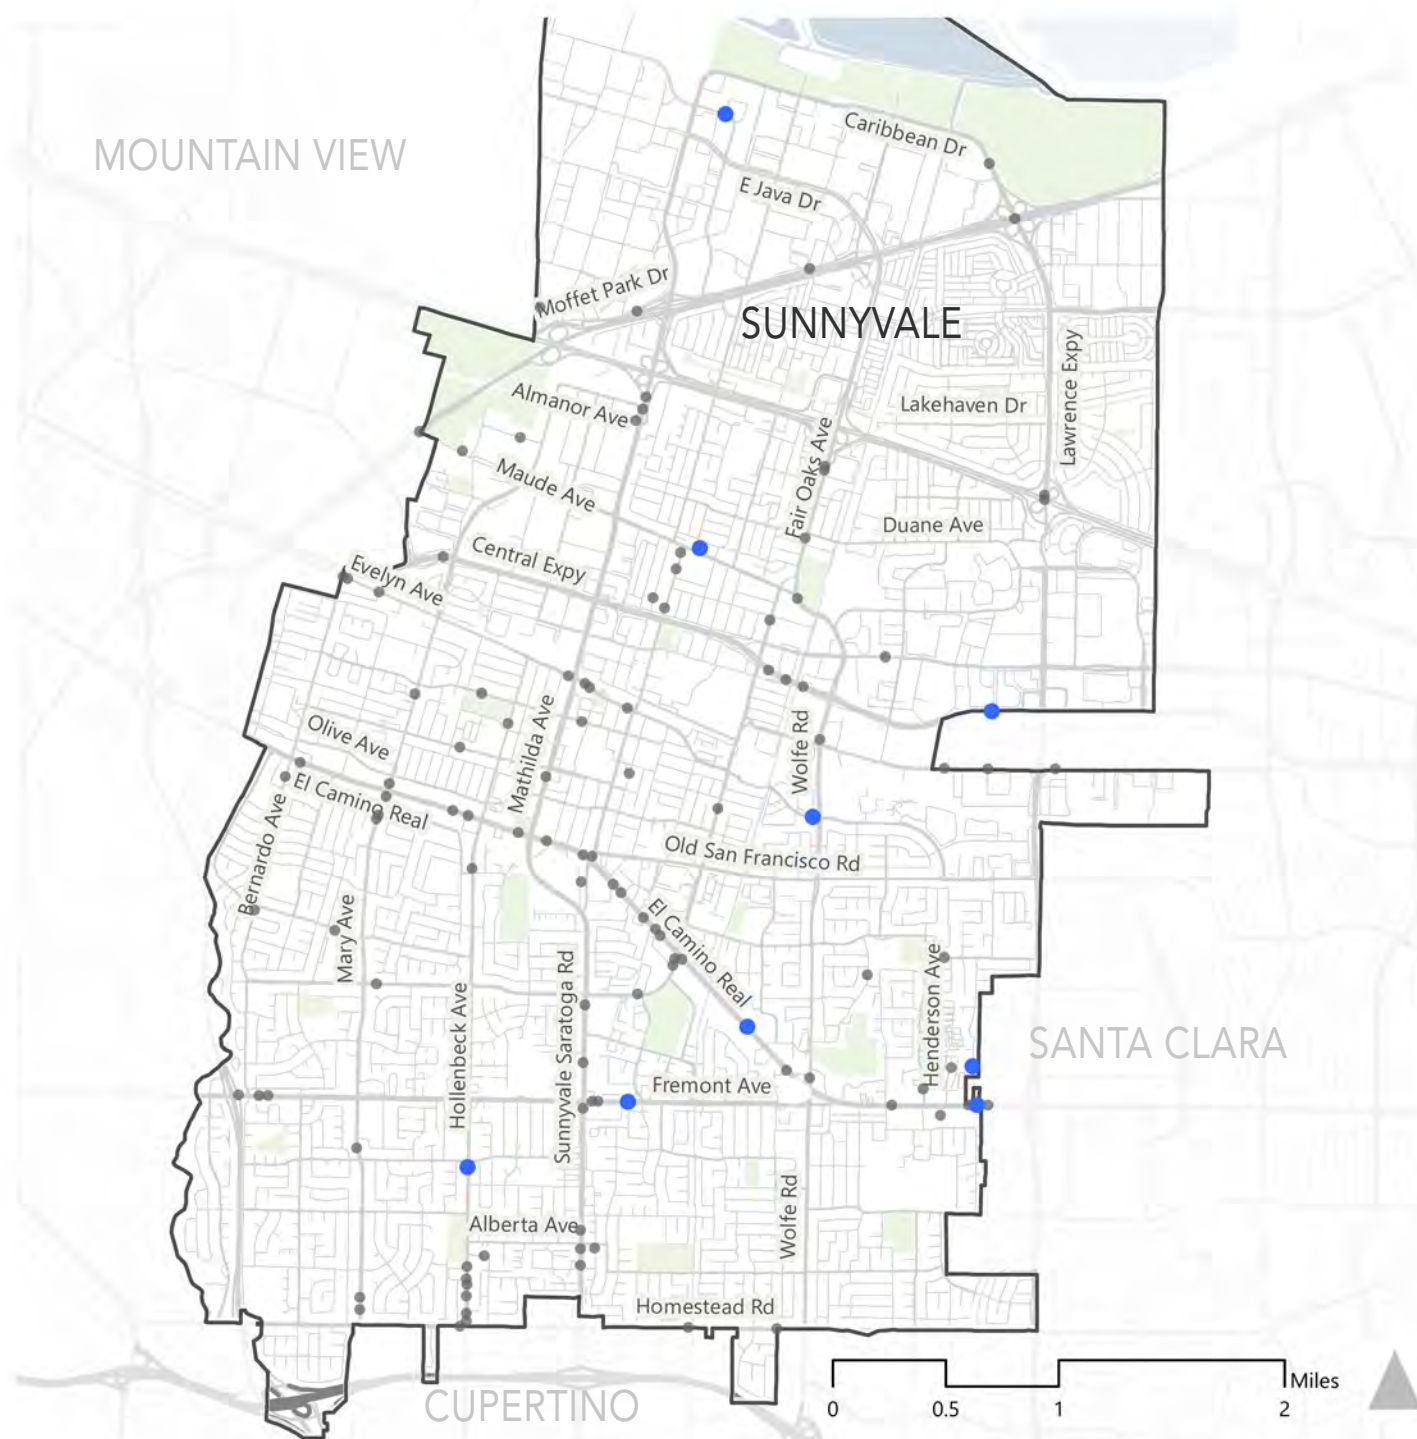 MOUNTAIN VIEW
Caribbean Dr
E Java Dr
Moffet Park Dr
SUNNYVALE
Almanor Ave
Lakehaven Dr
Lawrence Expy
Maude Ave
Fair Oaks Ave
Duane Ave
Central Expy
Evelyn Ave
Olive Ave
Mathilda Ave
Wolfe Rd
El Camino Real
Bernardo Ave
Old San Francisco Rd
Mary Ave
El Camino Real
Hollenbeck Ave
Sunnyvale Saratoga Rd
Henderson Ave
SANTA CLARA
Fremont Ave
Wolfe Rd
Alberta Ave
Homestead Rd
CUPERTINO
Miles
0 0.5 1 2